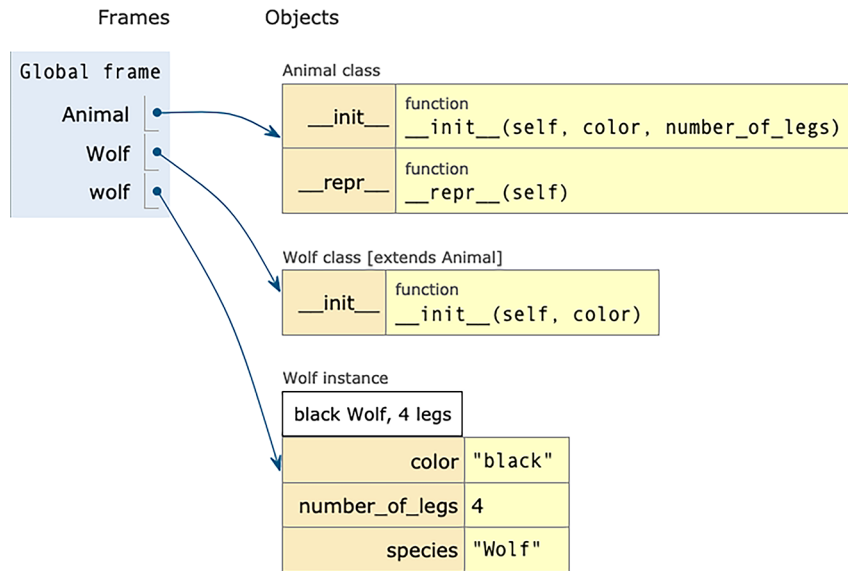 Frames Objects
Global frame
Animal
Wolf
wolf
Animal class
__init__ function
__init__(self, color, number_of_legs)
__repr__ function
__repr__(self)
Wolf class [extends Animal]
__init__ function
__init__(self, color)
Wolf instance
black Wolf, 4 legs
color "black"
number_of_legs 4
species "Wolf"